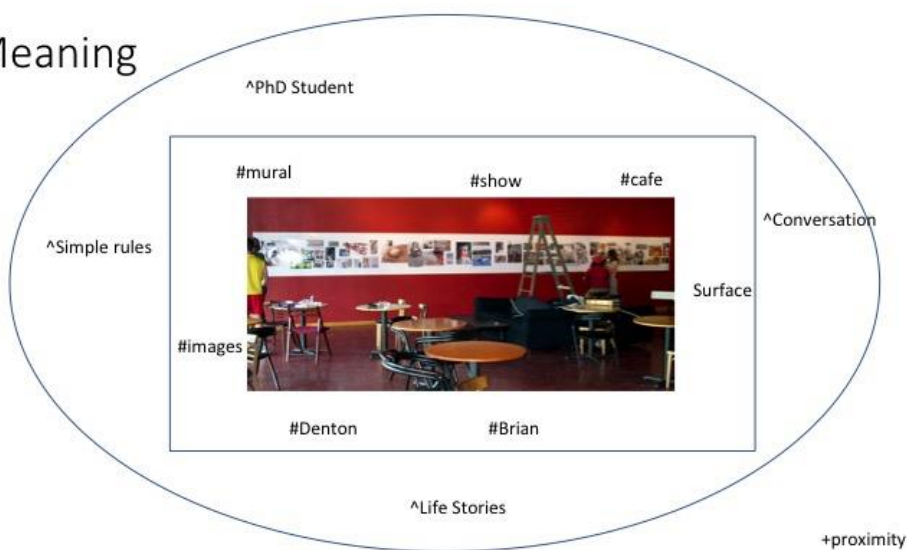 Meaning
^PhD Student
#mural
#show
#cafe
^Conversation
^Simple rules
Surface
#images
#Denton
#Brian
^Life Stories
+proximity